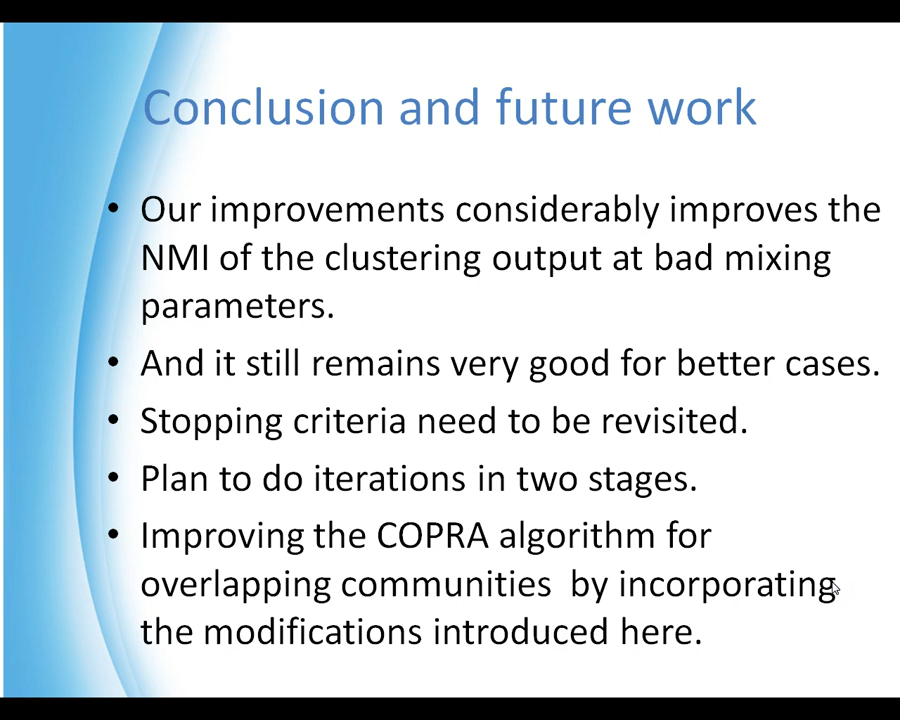 Conclusion and future work
• Our improvements considerably improves the
NMI of the clustering output at bad mixing
parameters.
• And it still remains very good for better cases.
• Stopping criteria need to be revisited.
• Plan to do iterations in two stages.
• Improving the COPRA algorithm for
overlapping communities  by incorporating
the modifications introduced here.